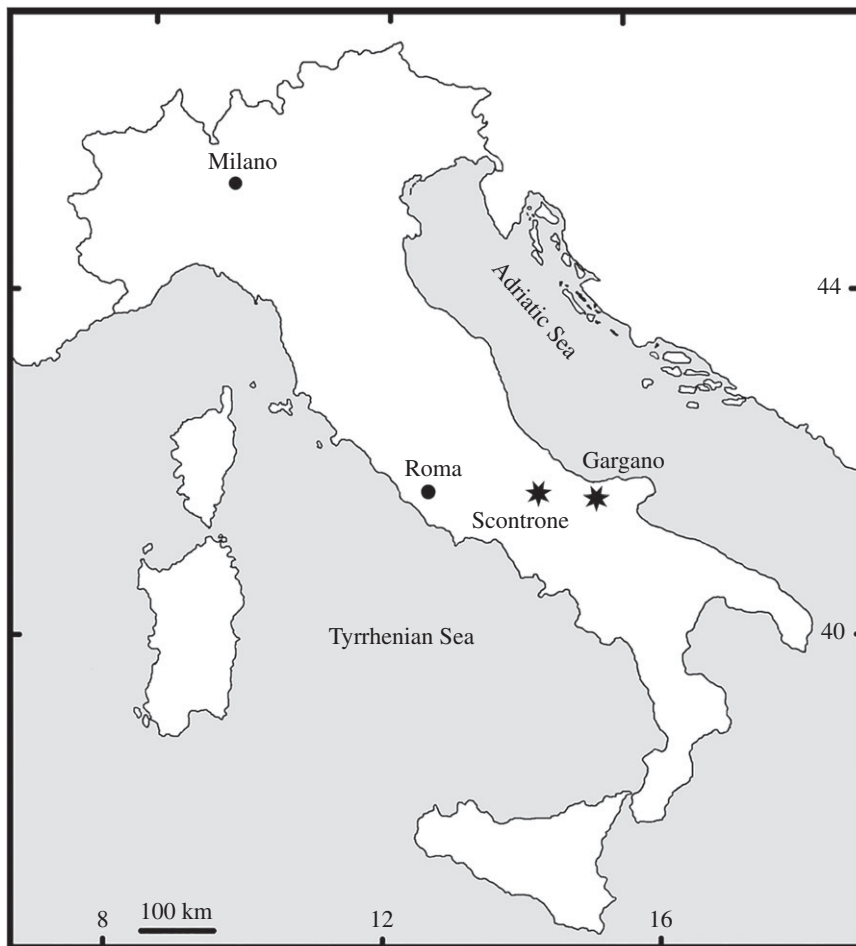 Milano
Adriatic Sea
44
Gargano
Roma
Scontrone
Tyrrhenian Sea
40
8
100 km
12
16